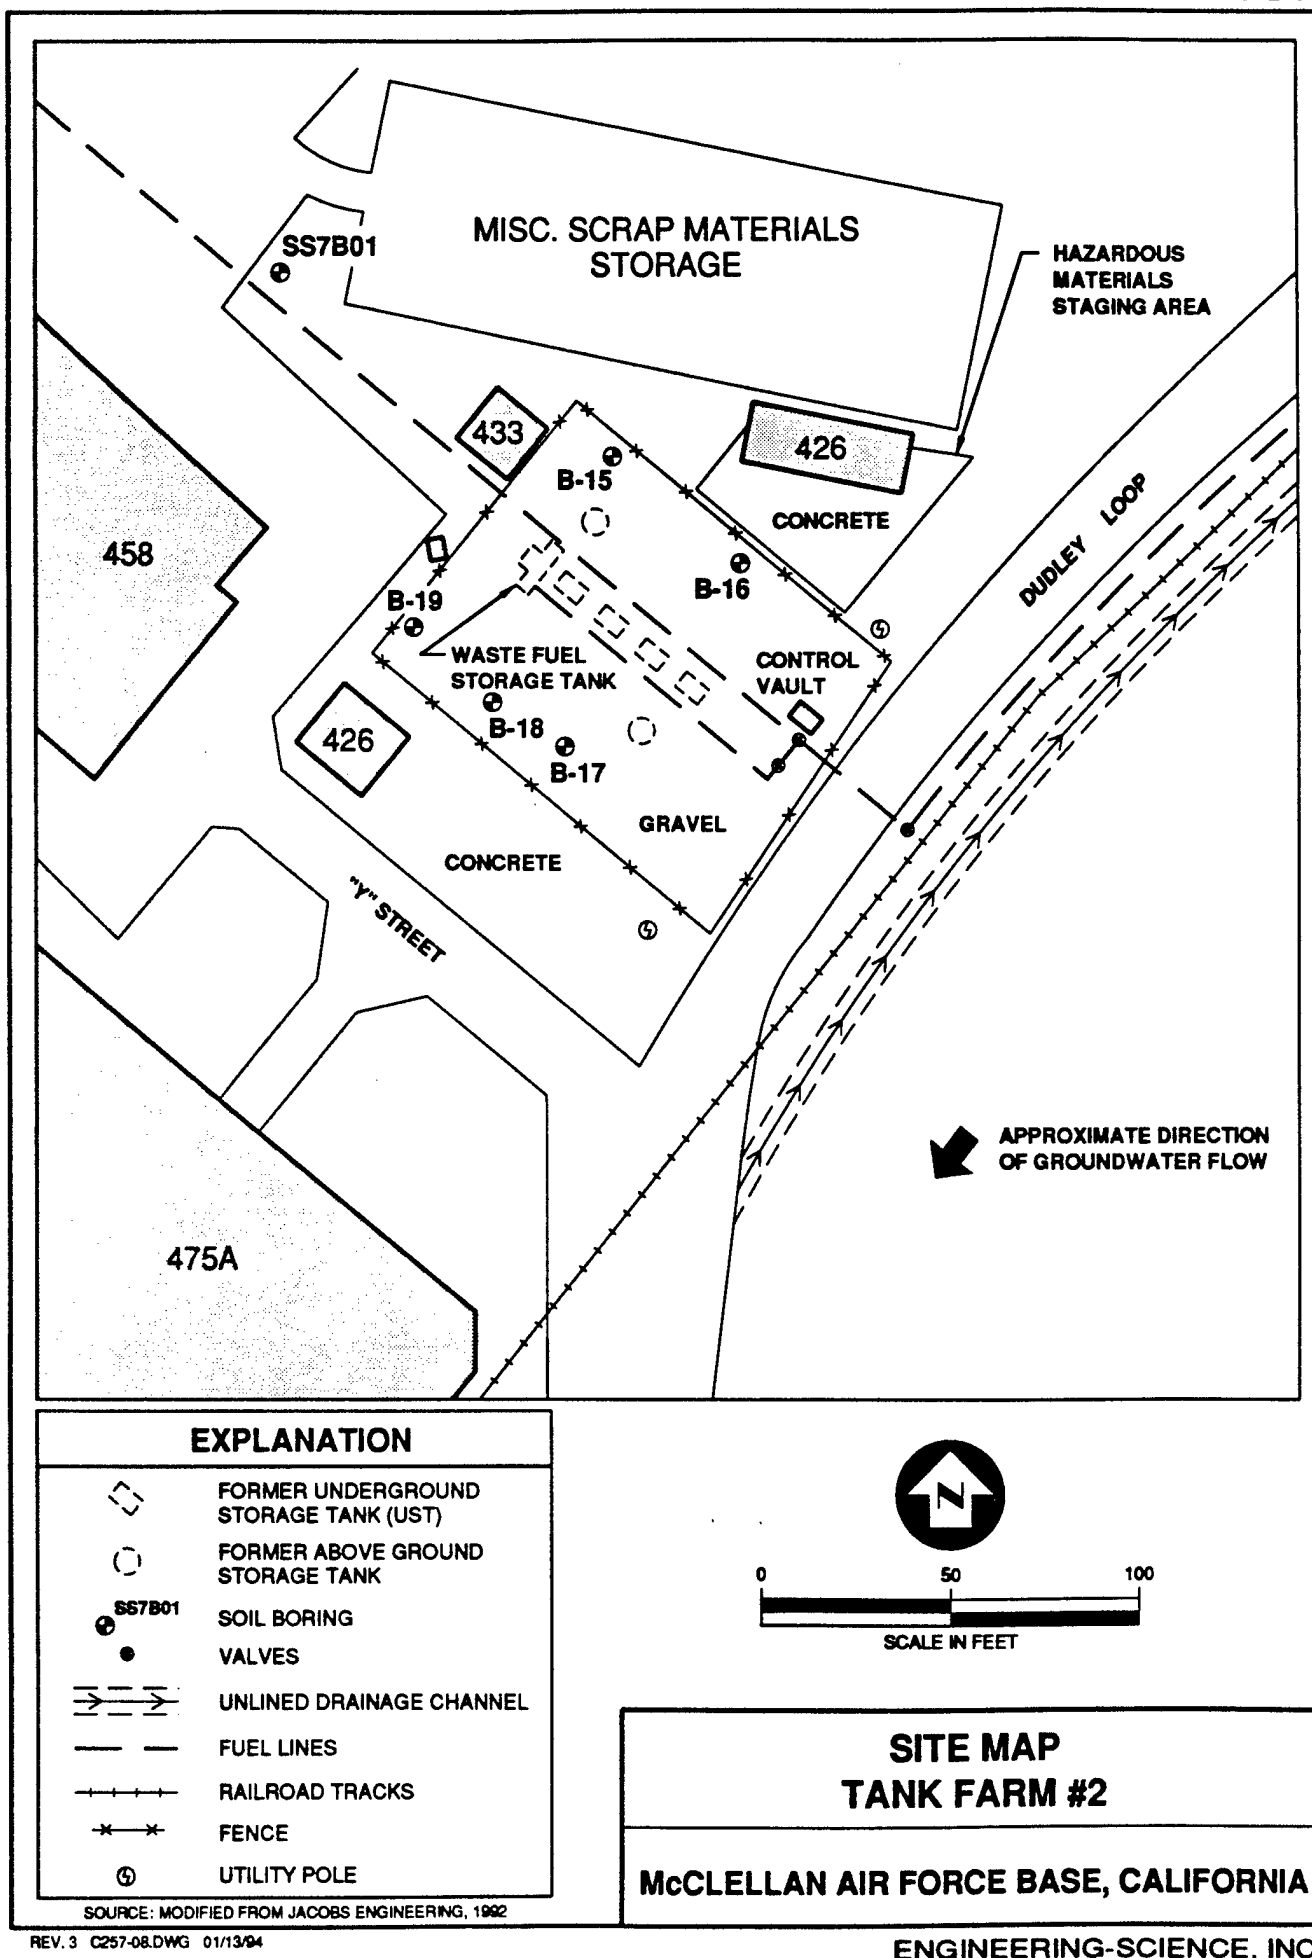 MISC. SCRAP MATERIALS
STORAGE
SS7B01
HAZARDOUS
MATERIALS
STAGING AREA
433
426
B-15
CONCRETE
458
B-16
DUDLEY LOOP
B-19
WASTE FUEL
STORAGE TANK
CONTROL
VAULT
B-18
426
B-17
GRAVEL
CONCRETE
"Y" STREET
APPROXIMATE DIRECTION
OF GROUNDWATER FLOW
475A
EXPLANATION
FORMER UNDERGROUND
STORAGE TANK (UST)
FORMER ABOVE GROUND
STORAGE TANK
SS7B01
SOIL BORING
VALVES
UNLINED DRAINAGE CHANNEL
FUEL LINES
RAILROAD TRACKS
FENCE
UTILITY POLE
SOURCE: MODIFIED FROM JACOBS ENGINEERING, 1992
REV. 3 C257-08.DWG 01/13/94
N
0 50 100
SCALE IN FEET
SITE MAP
TANK FARM #2
McCLELLAN AIR FORCE BASE, CALIFORNIA
ENGINEERING-SCIENCE, INC